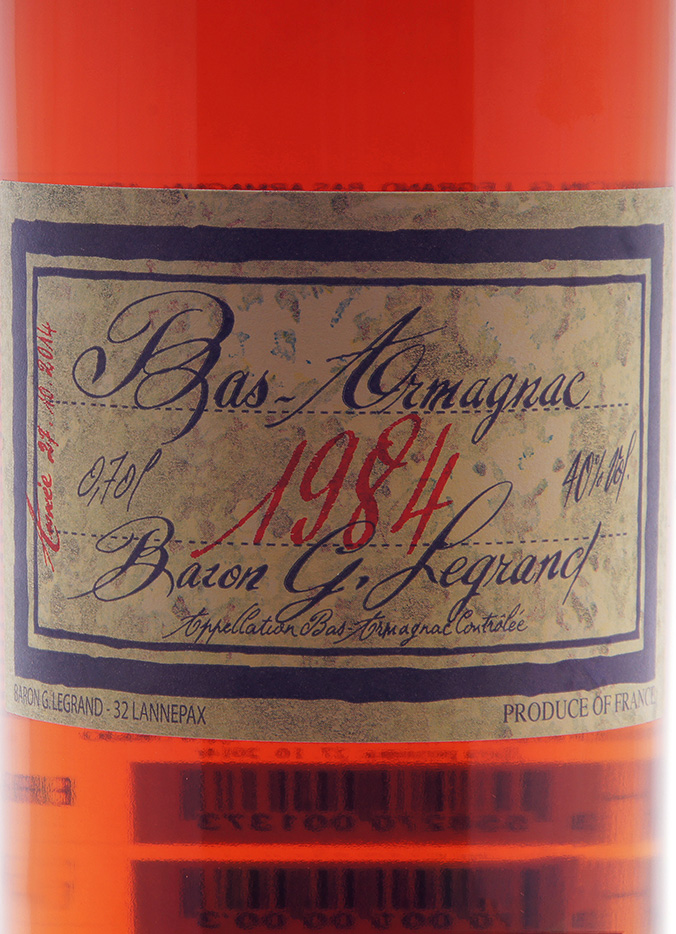 Bas-Armagnac
0,70l
1984
40% Vol.
Baron G. Legrand
Appellation Bas-Armagnac Contrôlée
Année 27.10.2014
BARON G. LEGRAND - 32 LANNEPAX
PRODUCE OF FRANCE